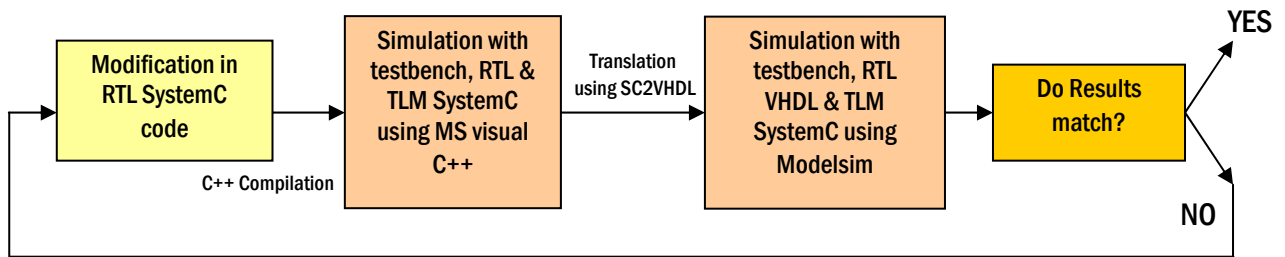 Modification in
RTL SystemC
code
C++ Compilation
Simulation with
testbench, RTL &
TLM SystemC
using MS visual
C++
Translation
using SC2VHDL
Simulation with
testbench, RTL
VHDL & TLM
SystemC using
Modelsim
Do Results
match?
YES
NO